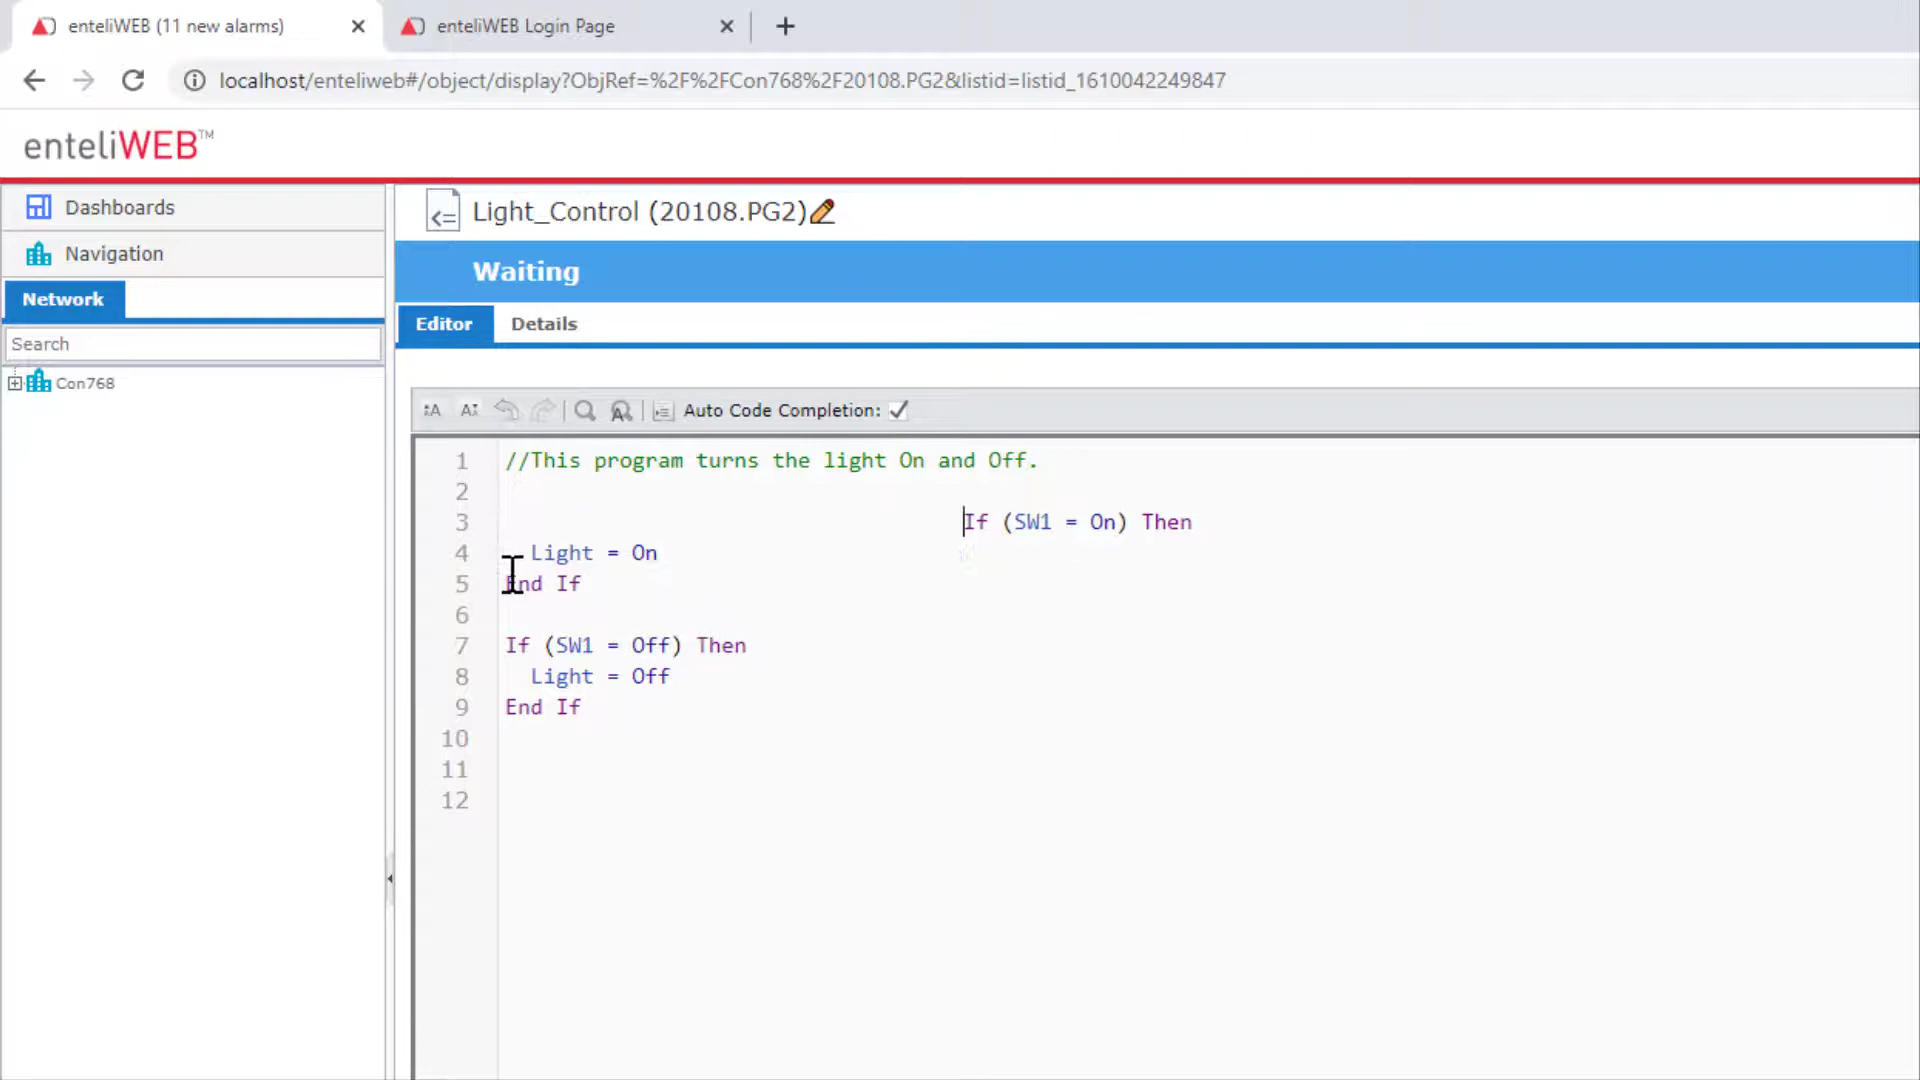 enteliWEB (11 new alarms)
enteliWEB Login Page
localhost/enteliweb#/object/display?ObjRef=%2F%2FCon768%2F20108.PG2&listid=listid_1610042249847
enteliWEB™
Dashboards
Navigation
Network
Search
Con768
Light_Control (20108.PG2)
Waiting
Editor Details
Auto Code Completion:
1 //This program turns the light On and Off.
2
3 If (SW1 = On) Then
4 Light = On
5 End If
6
7 If (SW1 = Off) Then
8 Light = Off
9 End If
10
11
12